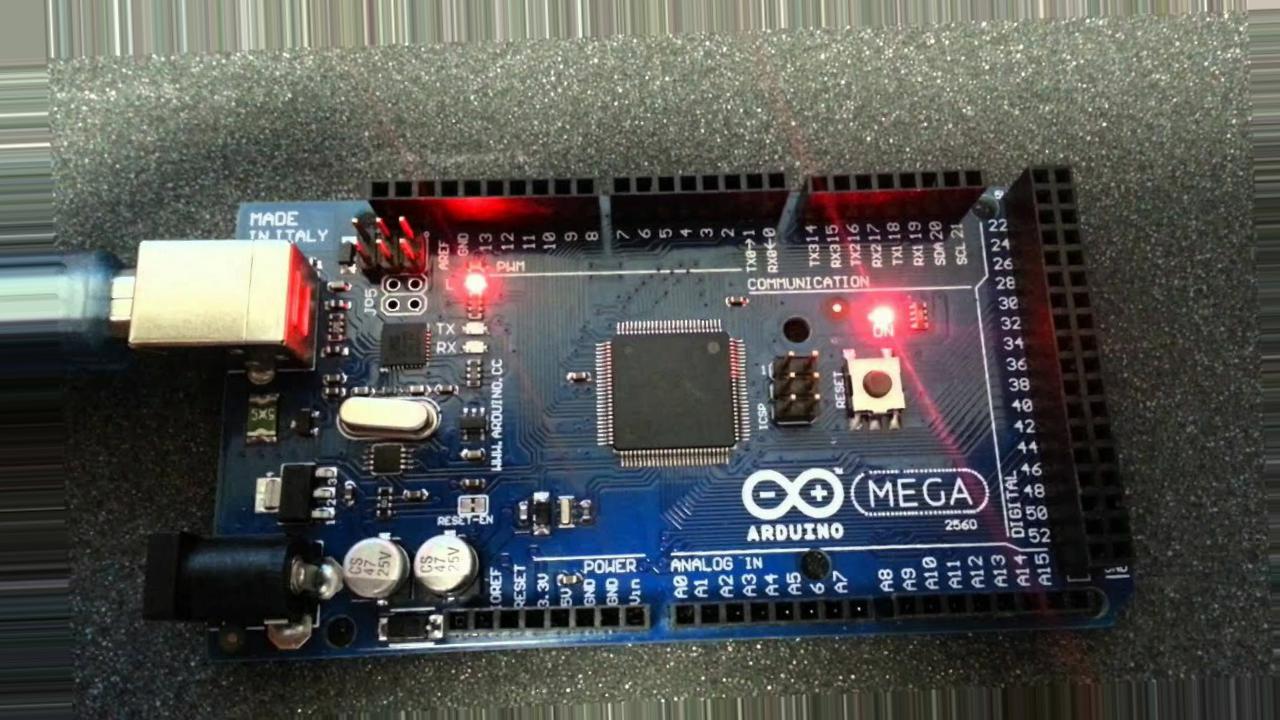 MADE
IN ITALY
AREF
GND
13
12
11
10
9
8
7
6
5
4
3
2
TX0→1
RX0←0
TX3 14
RX3 15
TX2 16
RX2 17
TX1 18
RX1 19
SDA 20
SCL 21
PWM
COMMUNICATION
L
TX
RX
JP5
ON
22
24
26
28
30
32
34
36
38
40
42
44
46
48
50
52
DIGITAL
WWW.ARDUINO.CC
1
ICSP
RESET
ARDUINO
MEGA
2560
TM
RESET-EN
CS
47
25V
CS
47
25V
POWER
ANALOG IN
IOREF
RESET
3.3V
5V
GND
GND
Vin
A0
A1
A2
A3
A4
A5
6
A7
A8
A9
A10
A11
A12
A13
A14
A15